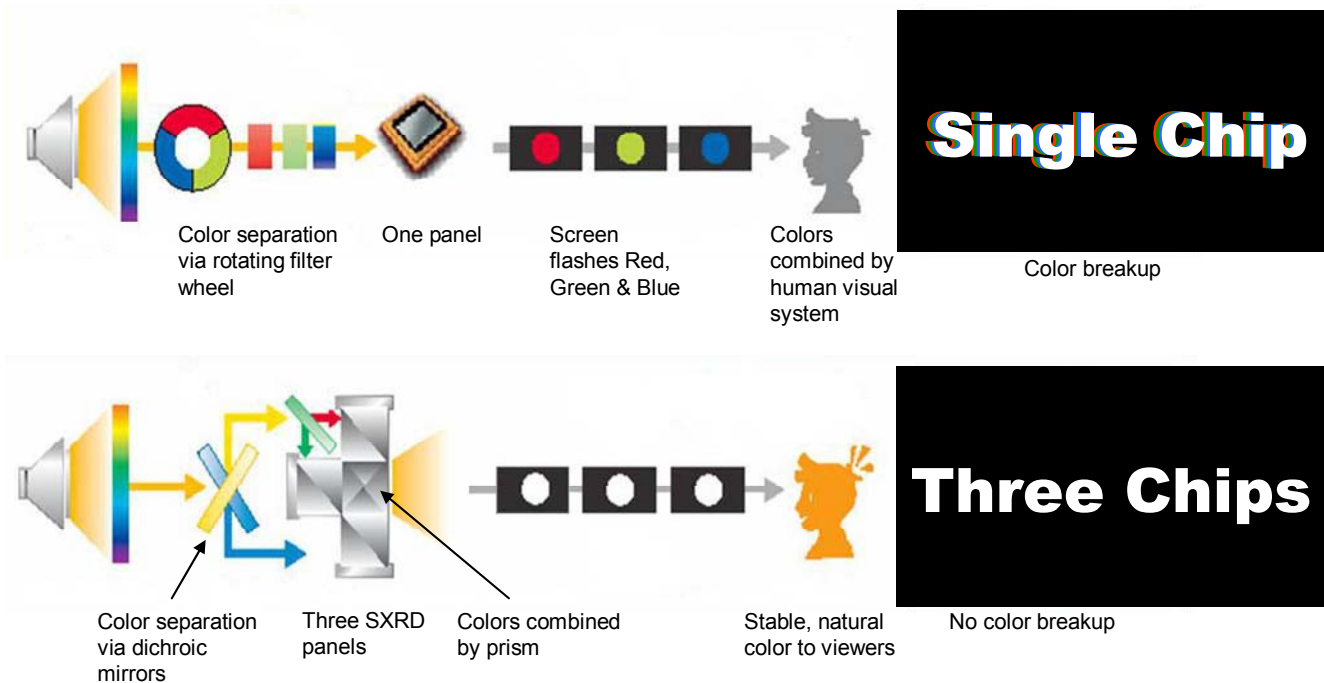 Single Chip
Color separation
via rotating filter
wheel
One panel
Screen
flashes Red,
Green & Blue
Colors
combined by
human visual
system
Color breakup
Three Chips
Color separation
via dichroic
mirrors
Three SXRD
panels
Colors combined
by prism
Stable, natural
color to viewers
No color breakup